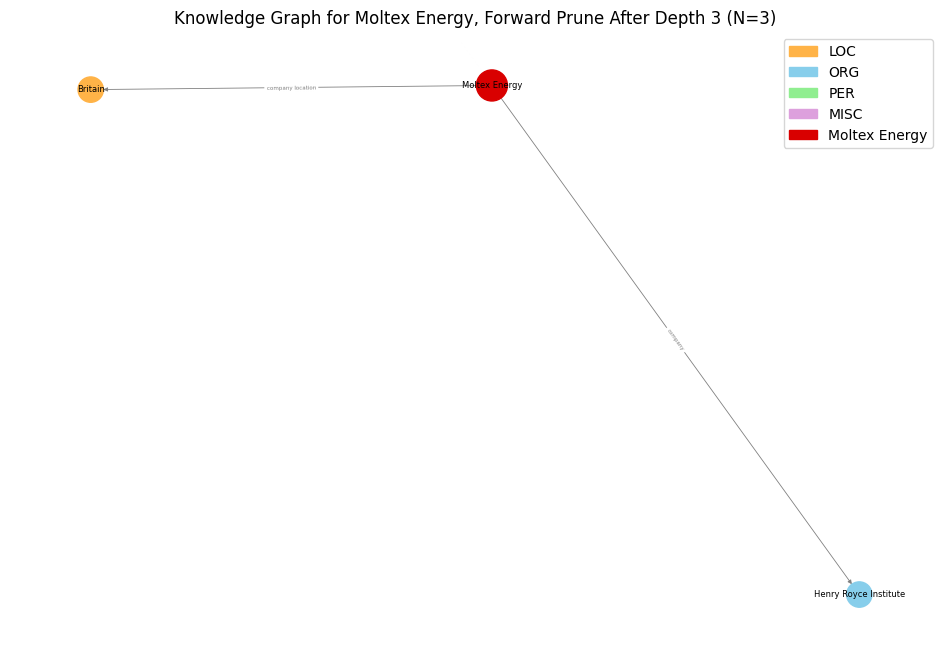 Knowledge Graph for Moltex Energy, Forward Prune After Depth 3 (N=3)
LOC
ORG
PER
MISC
Moltex Energy
Britain
company location
Moltex Energy
company
Henry Royce Institute